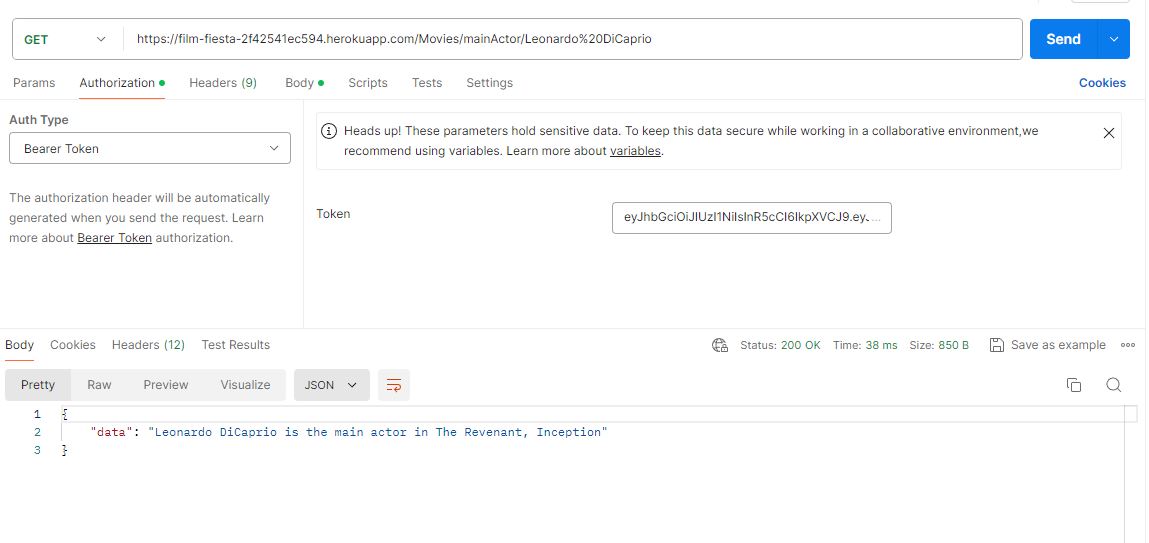 GET https://film-fiesta-2f42541ec594.herokuapp.com/Movies/mainActor/Leonardo%20DiCaprio Send
Params Authorization Headers (9) Body Scripts Tests Settings Cookies
Auth Type
Bearer Token
The authorization header will be automatically
generated when you send the request. Learn
more about Bearer Token authorization.
Heads up! These parameters hold sensitive data. To keep this data secure while working in a collaborative environment,we
recommend using variables. Learn more about variables.
Token eyJhbGciOiJIUzI1NiIsInR5cCI6IkpXVCJ9.eyJ...
Body Cookies Headers (12) Test Results Status: 200 OK Time: 38 ms Size: 850 B Save as example
Pretty Raw Preview Visualize JSON
1 {
2 "data": "Leonardo DiCaprio is the main actor in The Revenant, Inception"
3 }